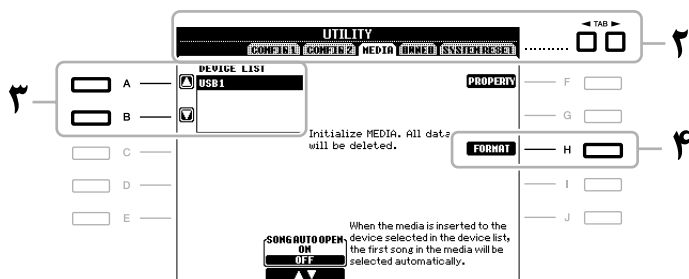 ◄ TAB ►
UTILITY
CONFIG 1 CONFIG 2 MEDIA OWNER SYSTEM RESET
۲
DEVICE LIST
USB1
PROPERTY
۳
A
B
C
D
E
F
G
H
I
J
Initialize MEDIA. All data
will be deleted.
FORMAT
۴
SONG AUTO OPEN
ON
OFF
When the media is inserted to the
device selected in the device list,
the first song in the media will be
selected automatically.